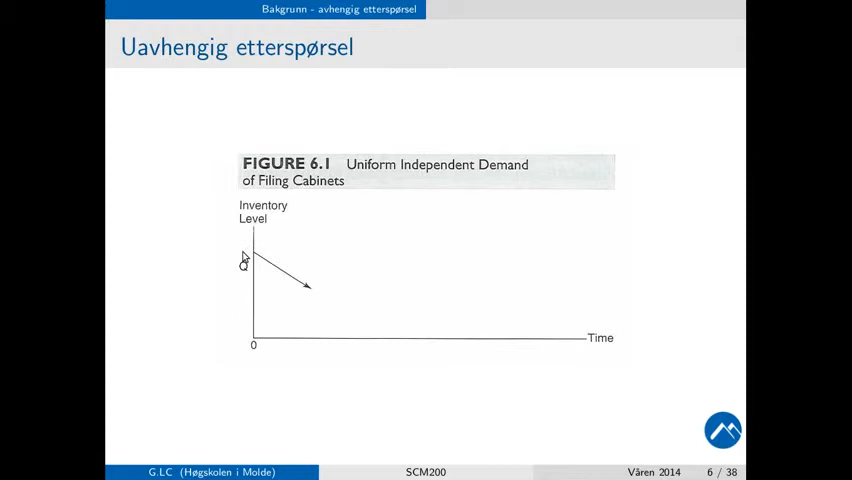 Bakgrunn - avhengig etterspørsel
Uavhengig etterspørsel
FIGURE 6.1 Uniform Independent Demand
of Filing Cabinets
Inventory
Level
Q
0
Time
G.LC (Høgskolen i Molde)
SCM200
Våren 2014
6 / 38